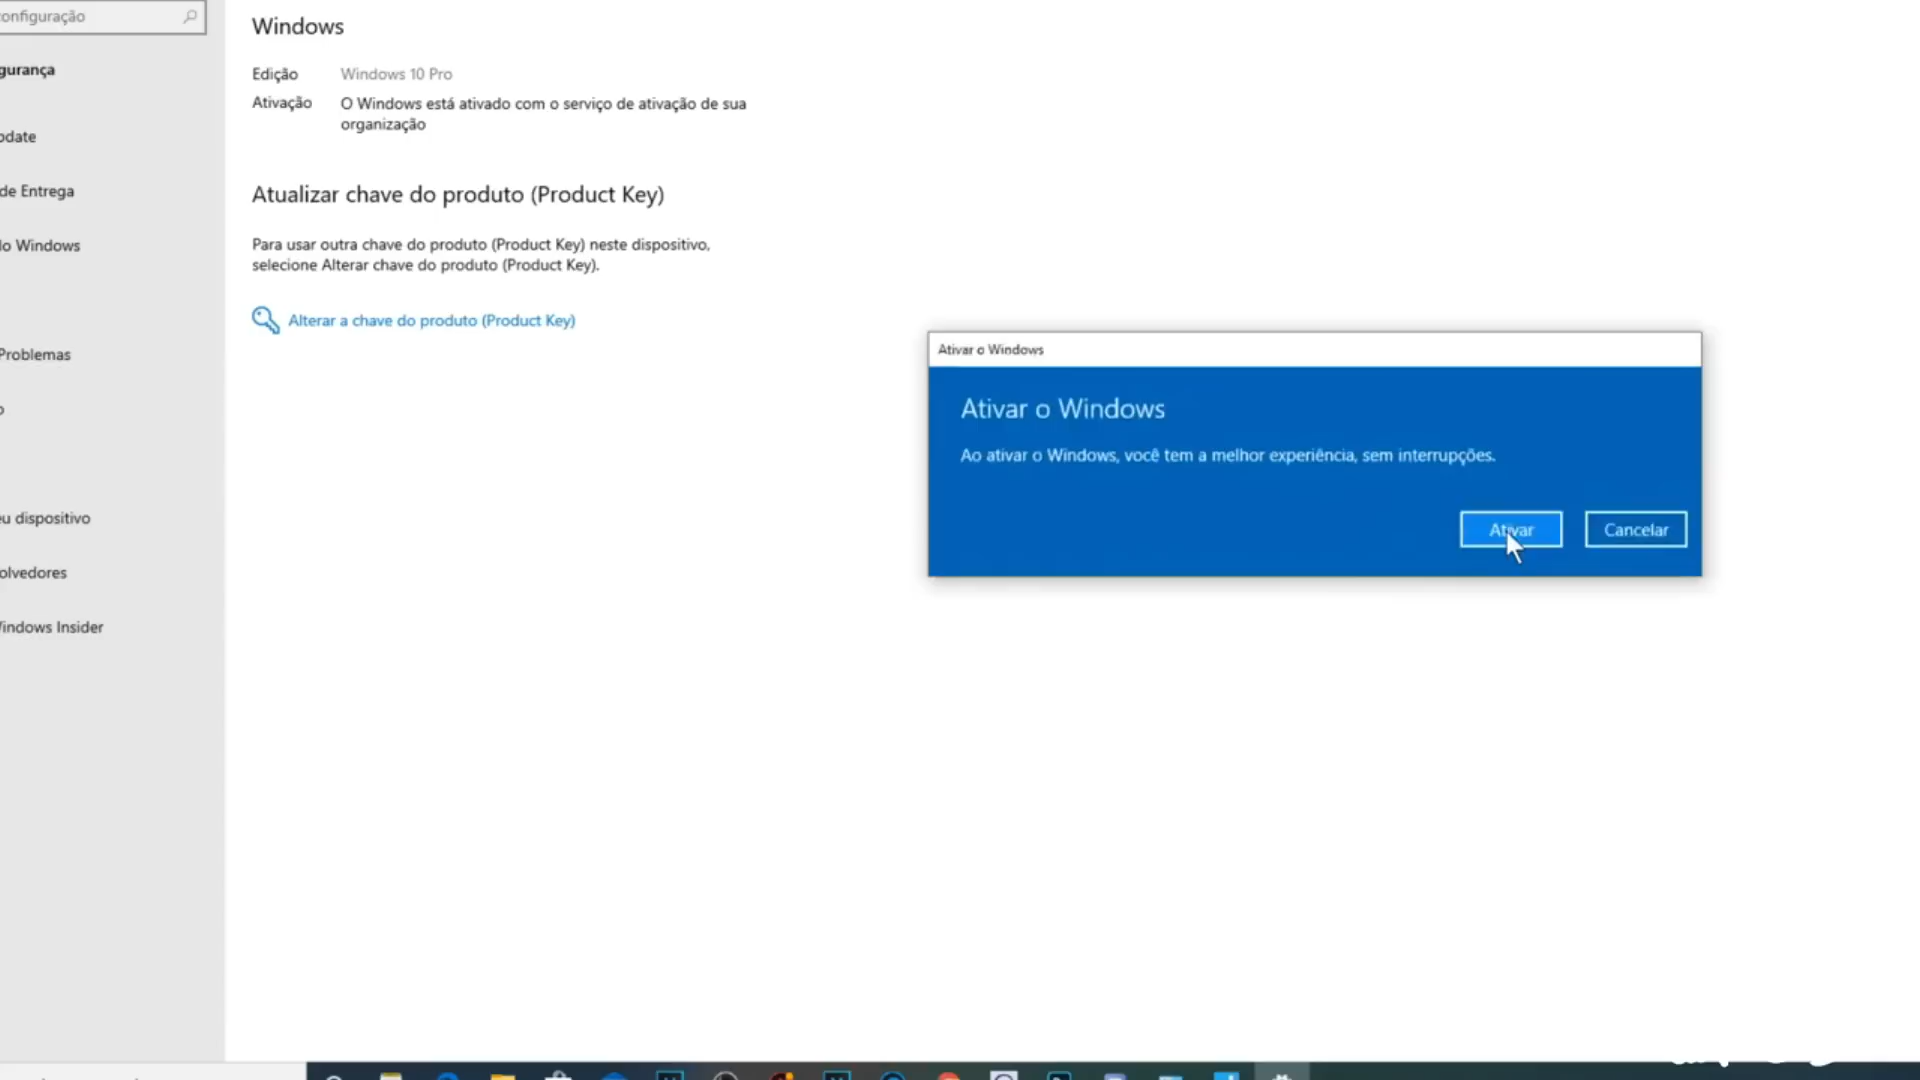 onfiguração
Windows
gurança
Edição Windows 10 Pro
Ativação O Windows está ativado com o serviço de ativação de sua
organização
date
de Entrega
Atualizar chave do produto (Product Key)
o Windows
Para usar outra chave do produto (Product Key) neste dispositivo,
selecione Alterar chave do produto (Product Key).
Alterar a chave do produto (Product Key)
Problemas
o
u dispositivo
olvedores
indows Insider
Ativar o Windows
Ativar o Windows
Ao ativar o Windows, você tem a melhor experiência, sem interrupções.
Ativar Cancelar